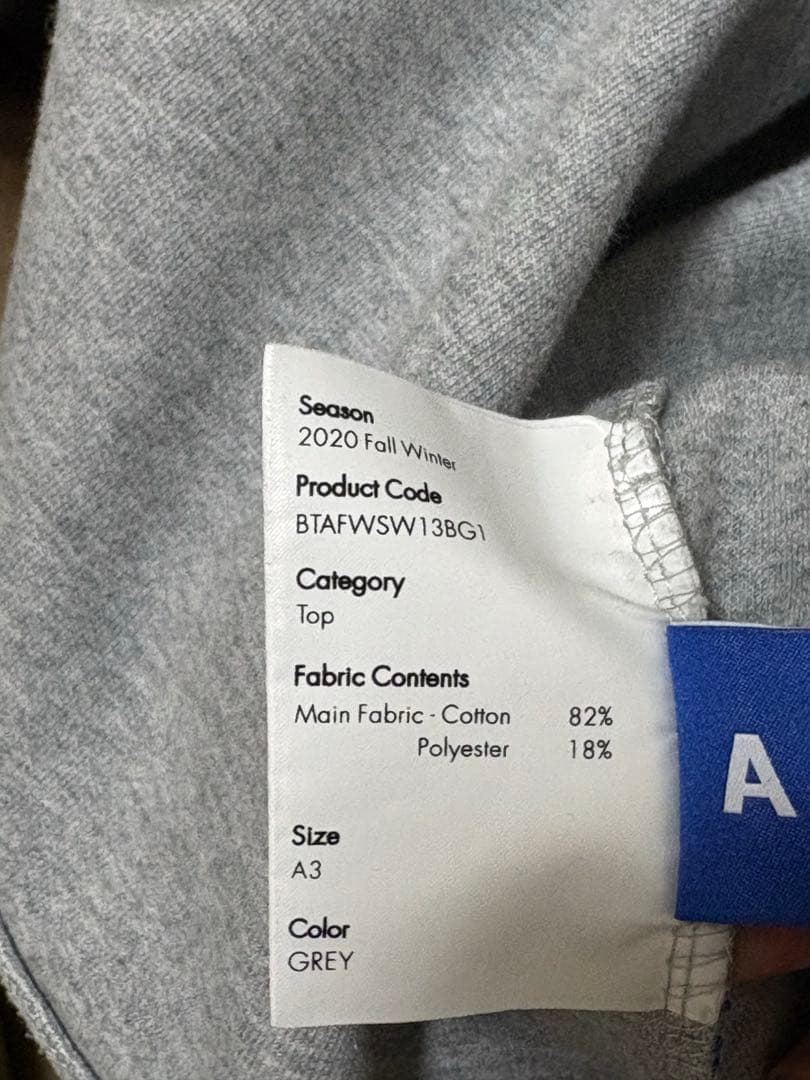 Season
2020 Fall Winter
Product Code
BTAFWSW13BG1
Category
Top
Fabric Contents
Main Fabric - Cotton 82%
Polyester 18%
Size
A3
Color
GREY
A